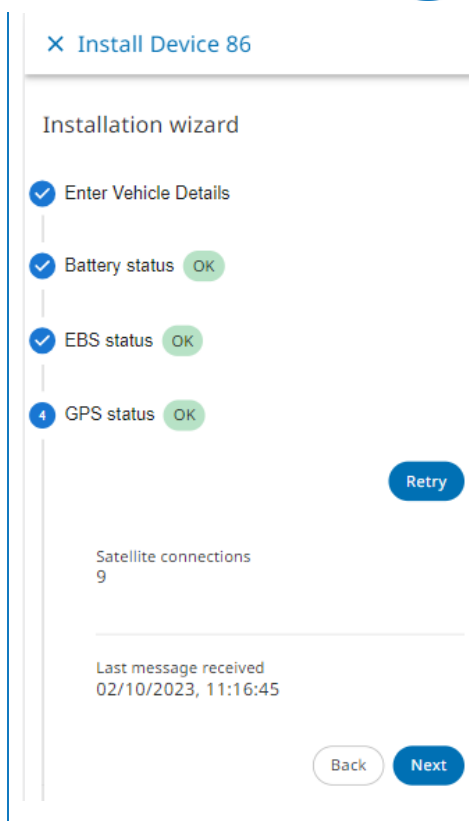 × Install Device 86
Installation wizard
Enter Vehicle Details
Battery status OK
EBS status OK
4 GPS status OK
Retry
Satellite connections
9
Last message received
02/10/2023, 11:16:45
Back Next